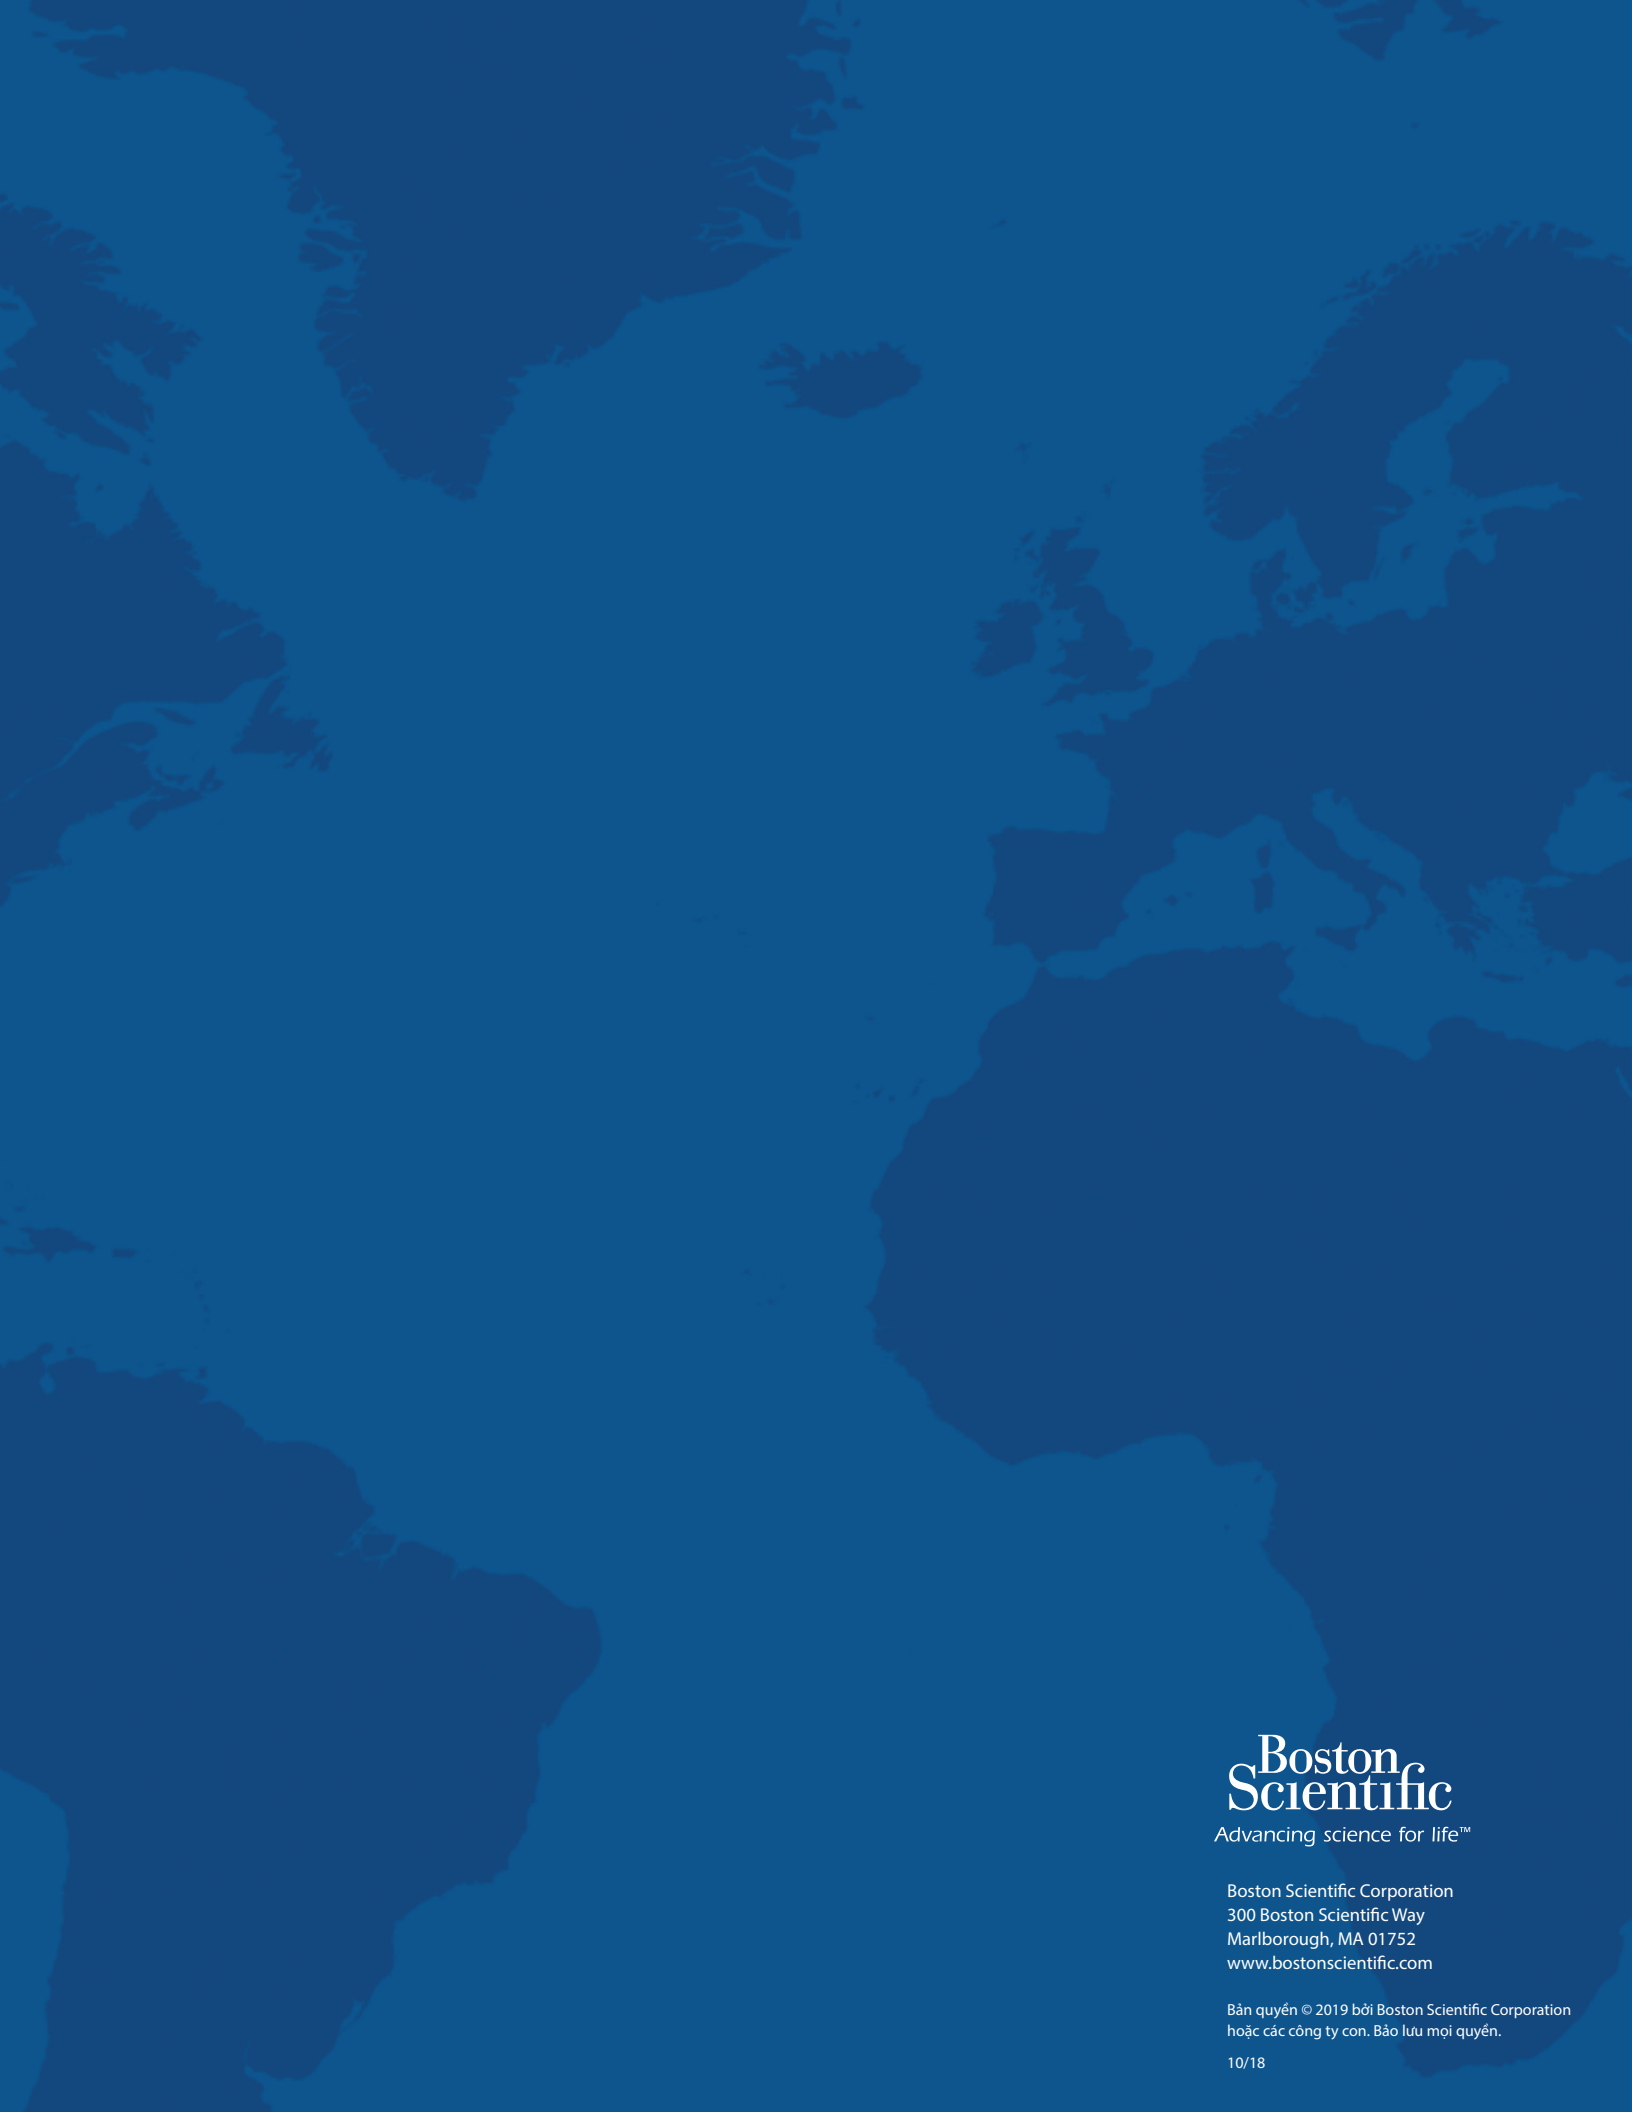 Boston
Scientific
Advancing science for life™
Boston Scientific Corporation
300 Boston Scientific Way
Marlborough, MA 01752
www.bostonscientific.com
Bản quyền © 2019 bởi Boston Scientific Corporation
hoặc các công ty con. Bảo lưu mọi quyền.
10/18